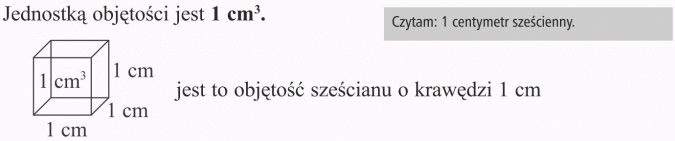 Jednostką objętości jest 1 cm³.
Czytam: 1 centymetr sześcienny.
1 cm³
1 cm
1 cm
1 cm
jest to objętość sześcianu o krawędzi 1 cm